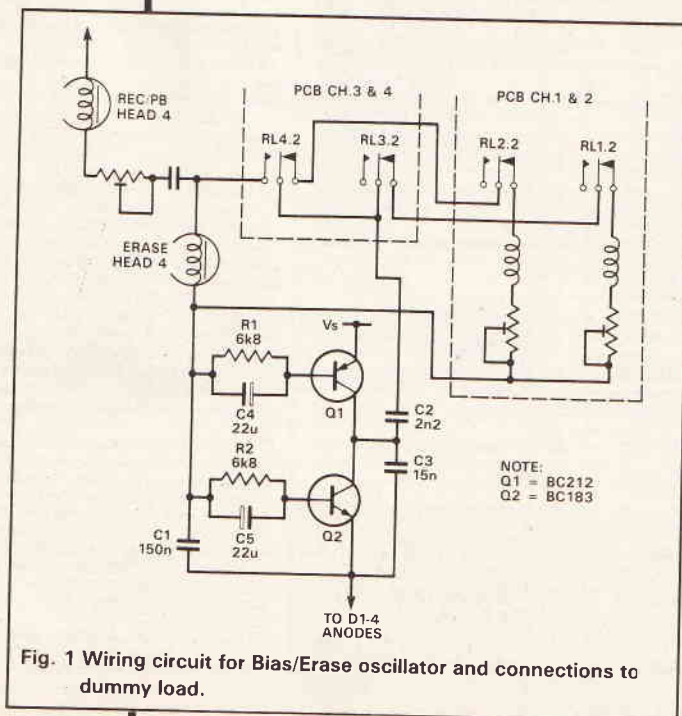 REC/PB
HEAD 4
PCB CH.3 & 4
PCB CH.1 & 2
RL4.2
RL3.2
RL2.2
RL1.2
ERASE
HEAD 4
R1
6k8
Vs
C4
22u
Q1
C2
2n2
R2
6k8
C3
15n
NOTE:
Q1 = BC212
Q2 = BC183
C5
22u
Q2
C1
150n
TO D1-4
ANODES
Fig. 1 Wiring circuit for Bias/Erase oscillator and connections to
dummy load.